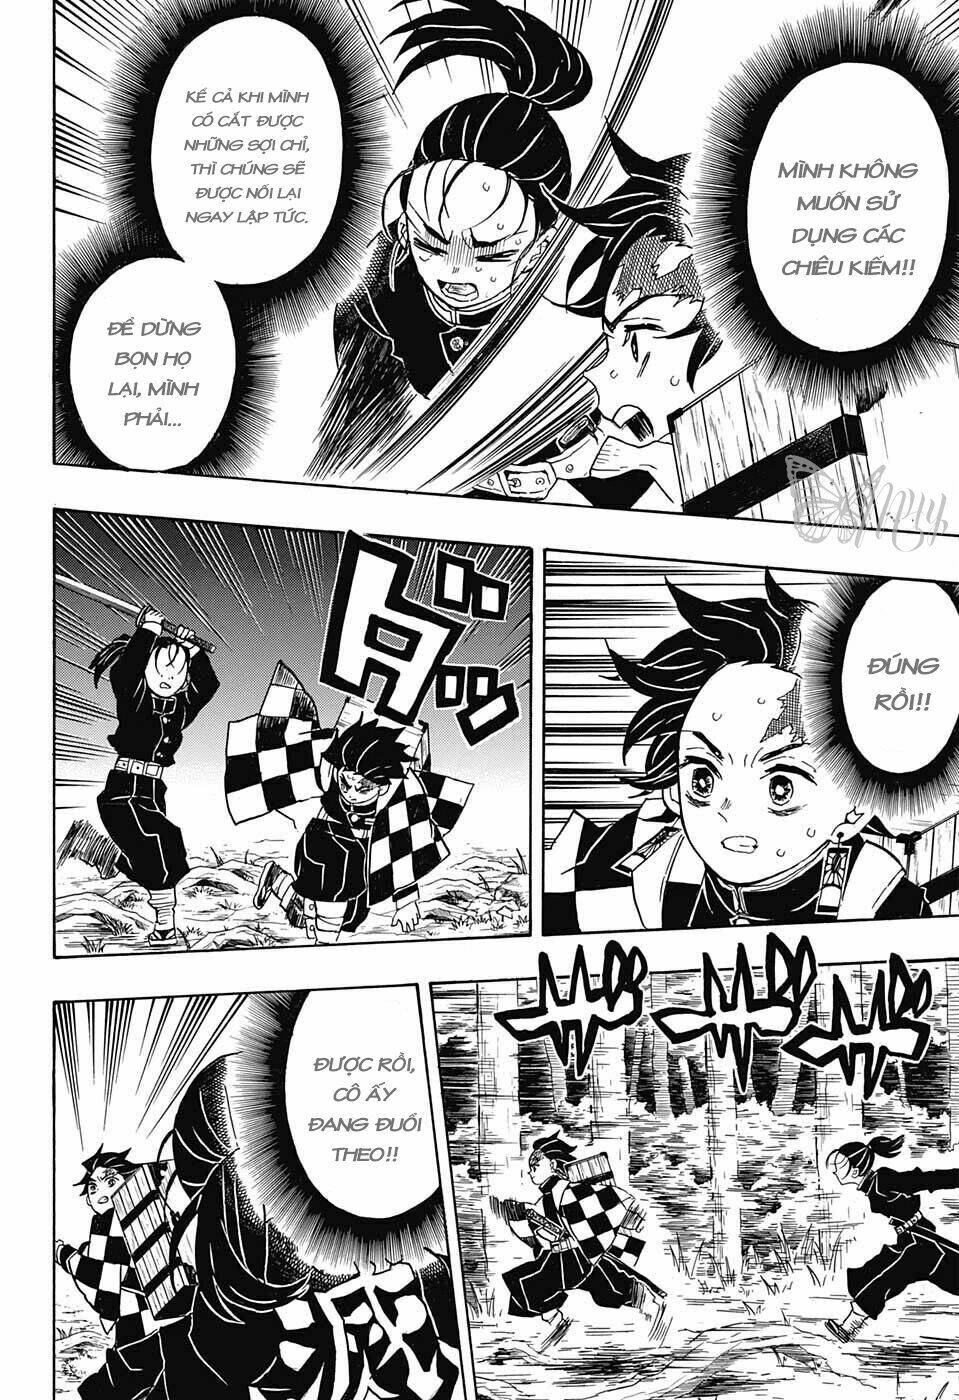 MÌNH KHÔNG
MUỐN SỬ
DỤNG CÁC
CHIÊU KIẾM!!
KỂ CẢ KHI MÌNH
CÓ CẮT ĐƯỢC
NHỮNG SỢI CHỈ,
THÌ CHÚNG SẼ
ĐƯỢC NỐI LẠI
NGAY LẬP TỨC.
ĐỂ DỪNG
BỌN HỌ
LẠI, MÌNH
PHẢI...
ĐÚNG
RỒI!!
ダッ
ĐƯỢC RỒI,
CÔ ẤY
ĐANG ĐUỔI
THEO!!